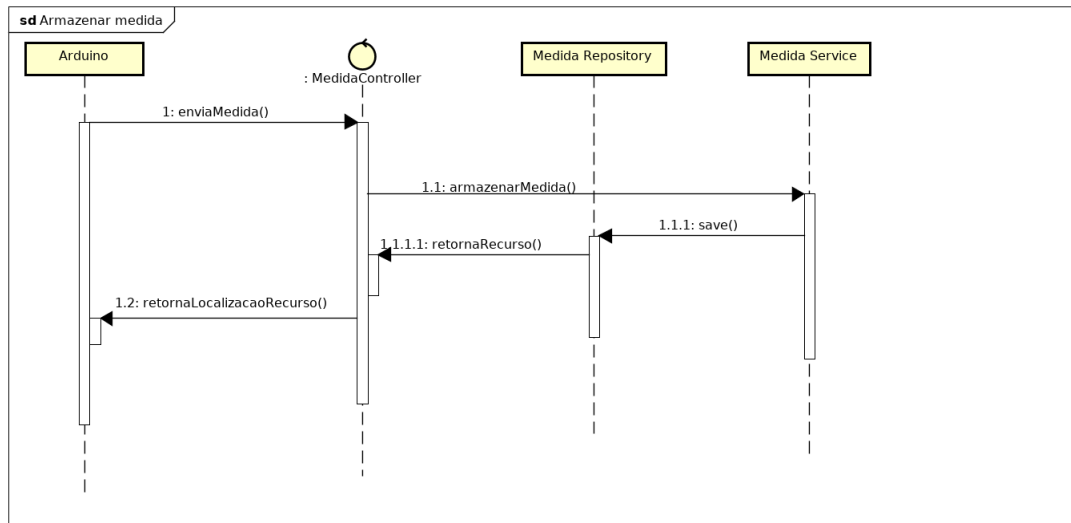 sd Armazenar medida
Arduino
: MedidaController
Medida Repository
Medida Service
1: enviaMedida()
1.1: armazenarMedida()
1.1.1: save()
1.1.1.1: retornaRecurso()
1.2: retornaLocalizacaoRecurso()